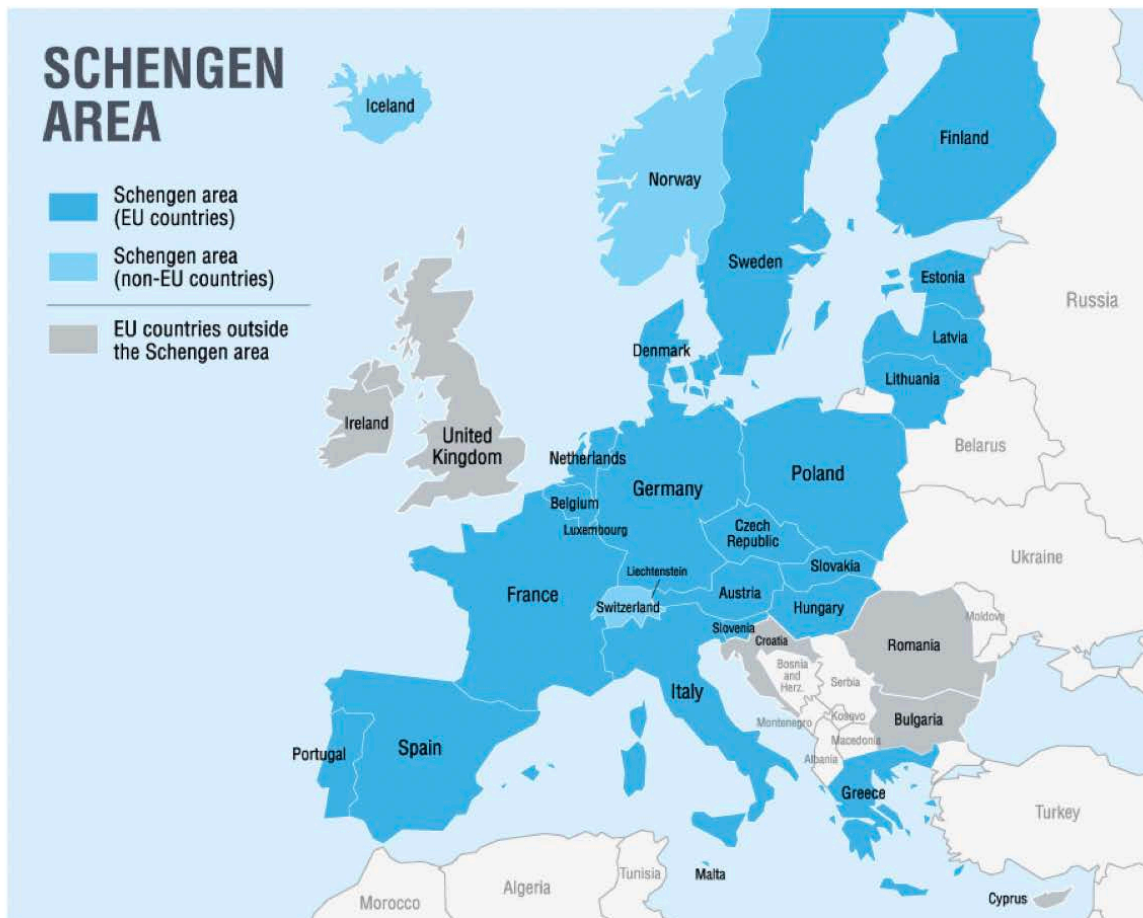 SCHENGEN
AREA
Schengen area
(EU countries)
Schengen area
(non-EU countries)
EU countries outside
the Schengen area
Iceland
Finland
Norway
Sweden
Estonia
Russia
Latvia
Denmark
Lithuania
Ireland
United
Kingdom
Belarus
Netherlands
Poland
Germany
Belgium
Czech
Republic
Luxembourg
Ukraine
Slovakia
Liechtenstein
France
Austria
Switzerland
Hungary
Moldova
Slovenia
Croatia
Romania
Bosnia
and
Herz.
Serbia
Italy
Kosovo
Montenegro
Bulgaria
Macedonia
Portugal
Spain
Albania
Greece
Turkey
Malta
Tunisia
Algeria
Morocco
Cyprus